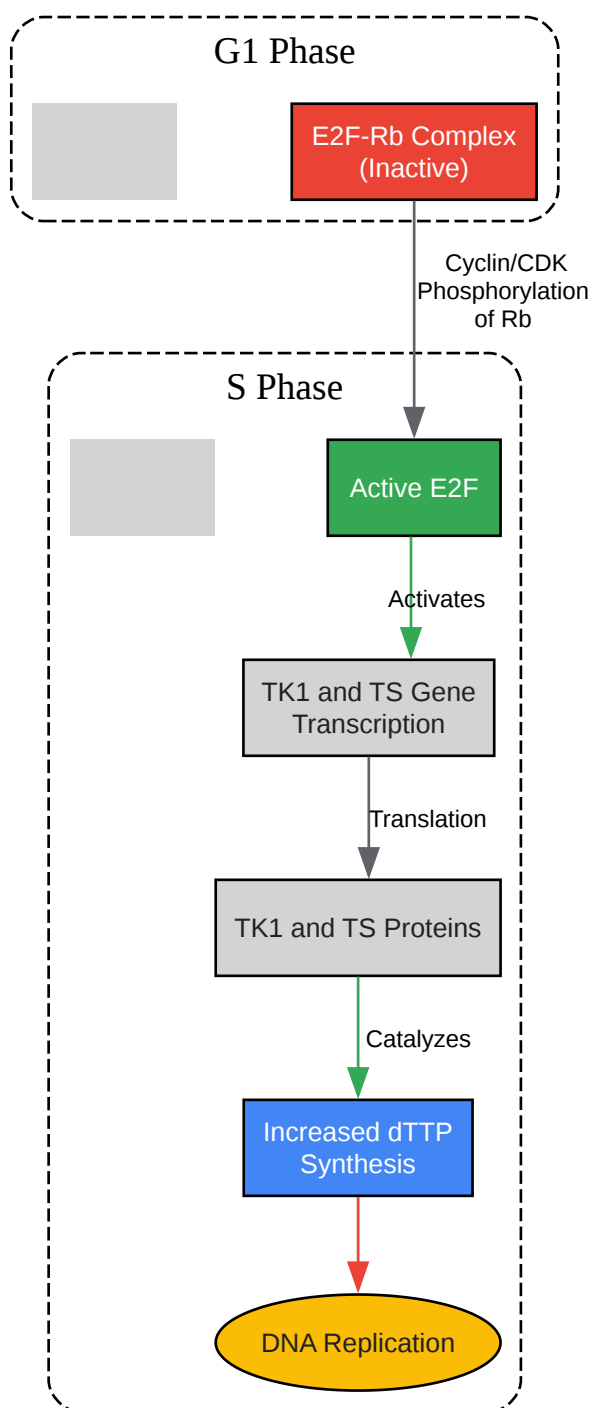 G1 Phase
E2F-Rb Complex
(Inactive)
Cyclin/CDK
Phosphorylation
of Rb
S Phase
Active E2F
Activates
TK1 and TS Gene
Transcription
Translation
TK1 and TS Proteins
Catalyzes
Increased dTTP
Synthesis
DNA Replication